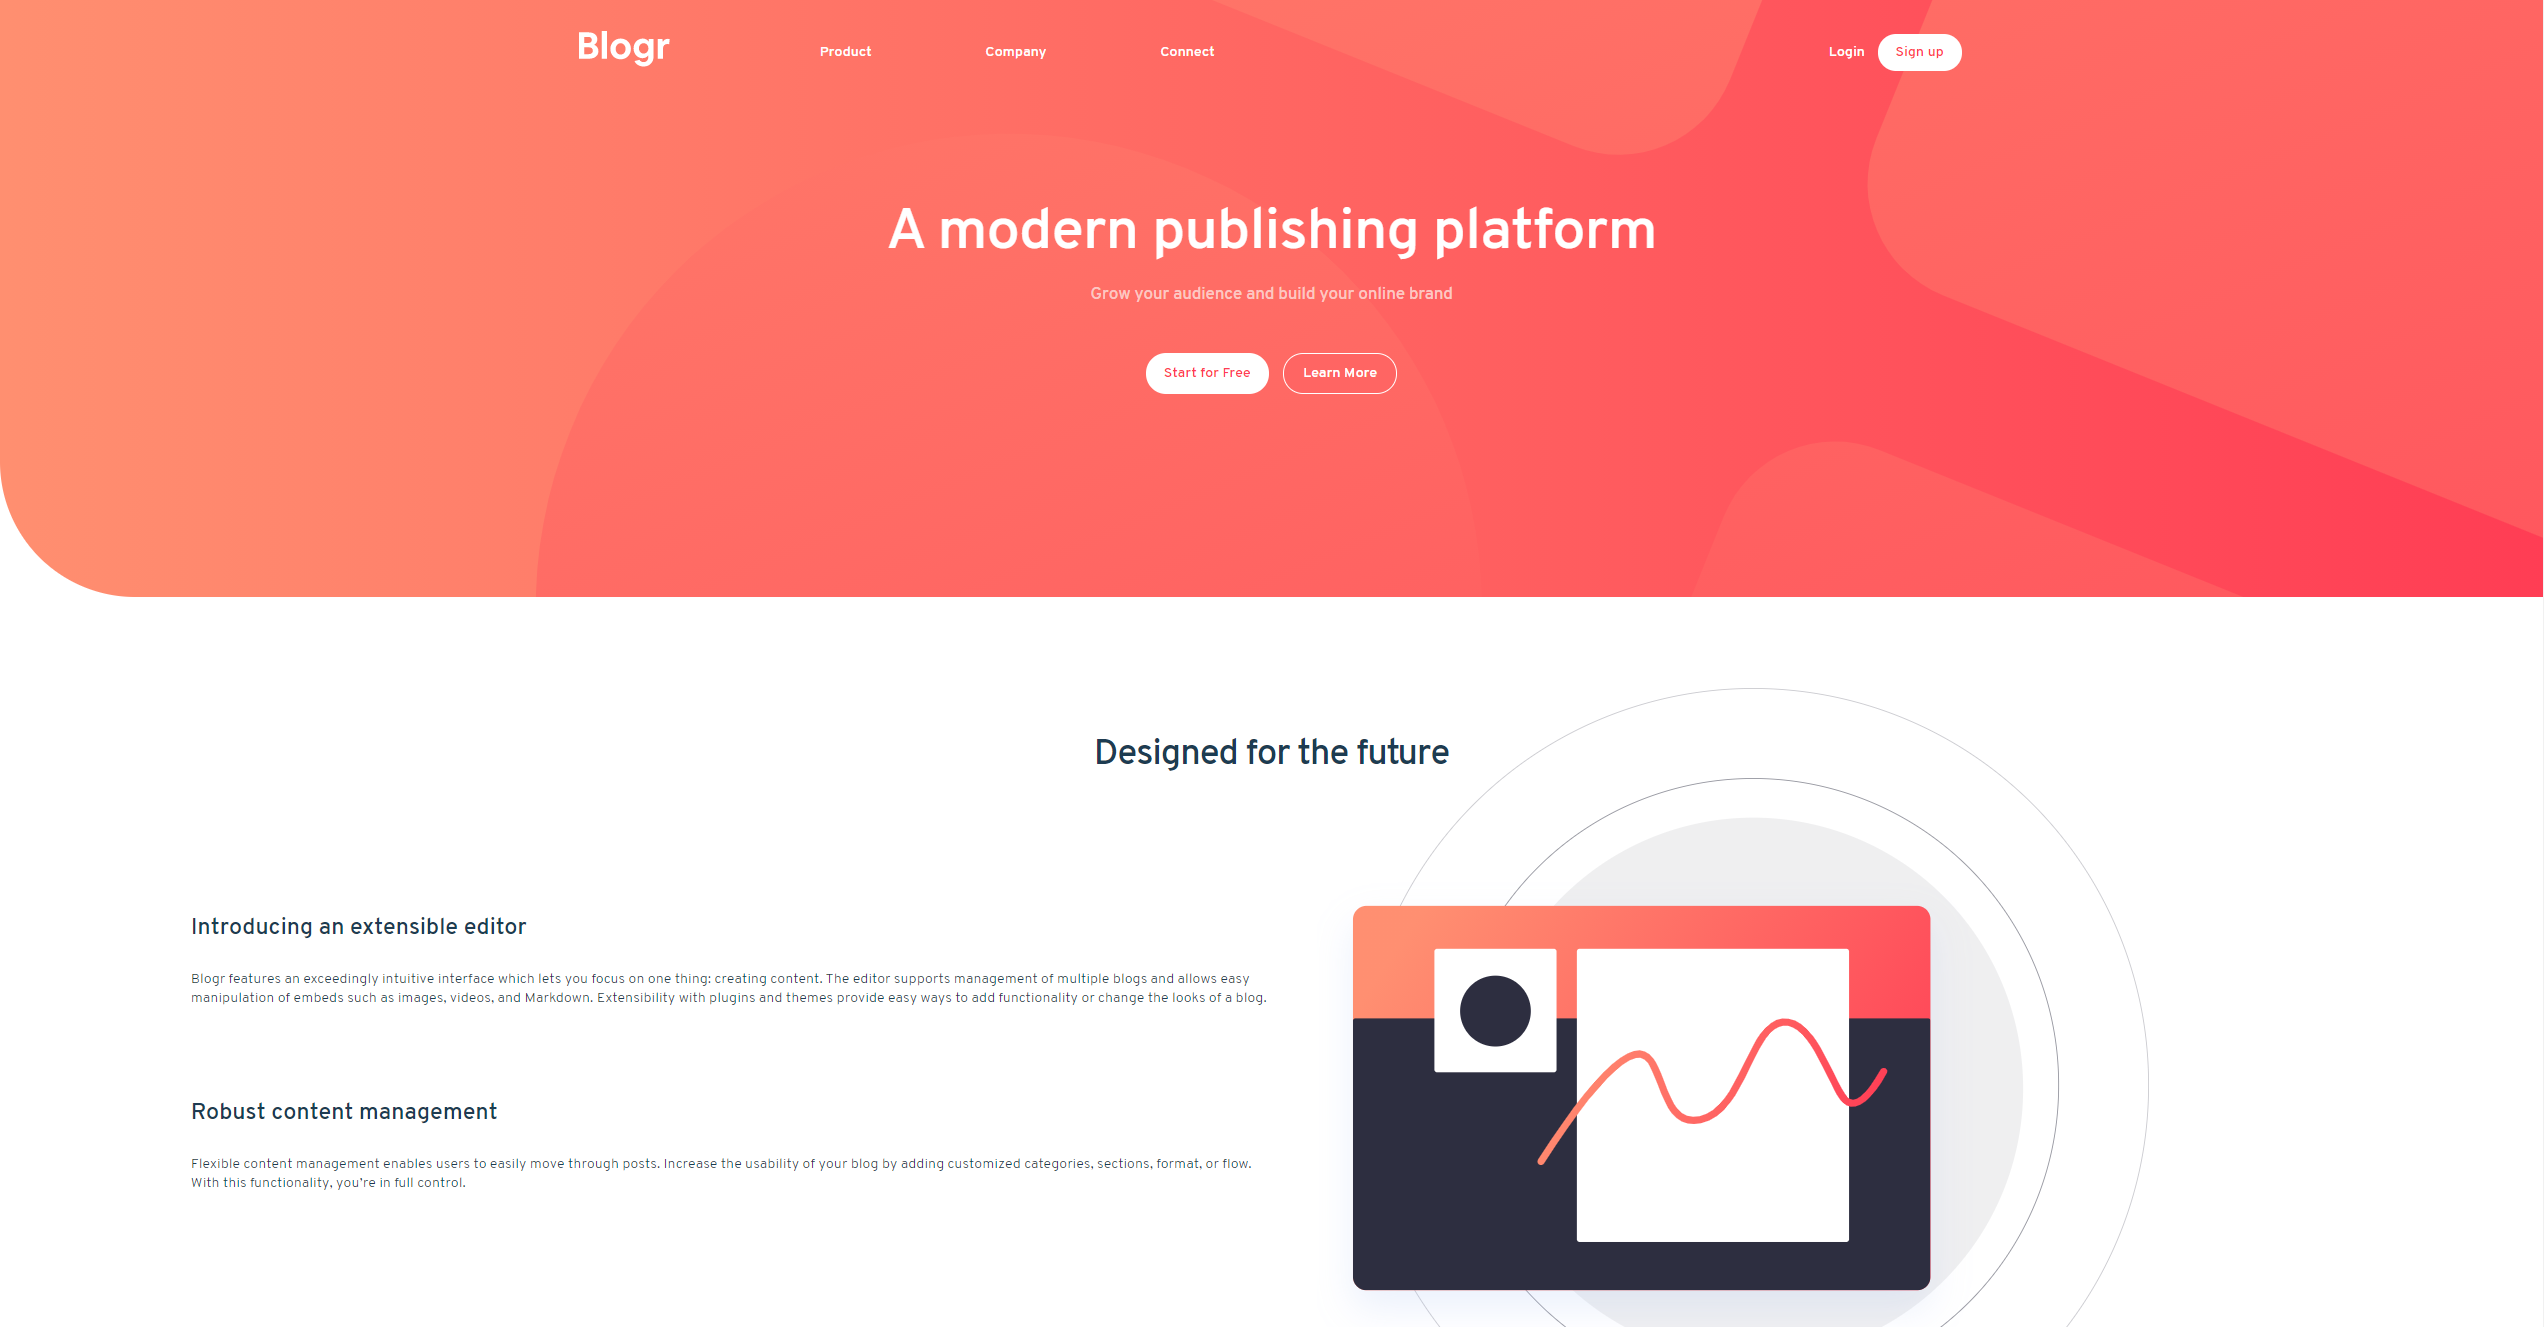 Blogr
Product
Company
Connect
Login
Sign up
A modern publishing platform
Grow your audience and build your online brand
Start for Free
Learn More
Designed for the future
Introducing an extensible editor
Blogr features an exceedingly intuitive interface which lets you focus on one thing: creating content. The editor supports management of multiple blogs and allows easy
manipulation of embeds such as images, videos, and Markdown. Extensibility with plugins and themes provide easy ways to add functionality or change the looks of a blog.
Robust content management
Flexible content management enables users to easily move through posts. Increase the usability of your blog by adding customized categories, sections, format, or flow.
With this functionality, you’re in full control.